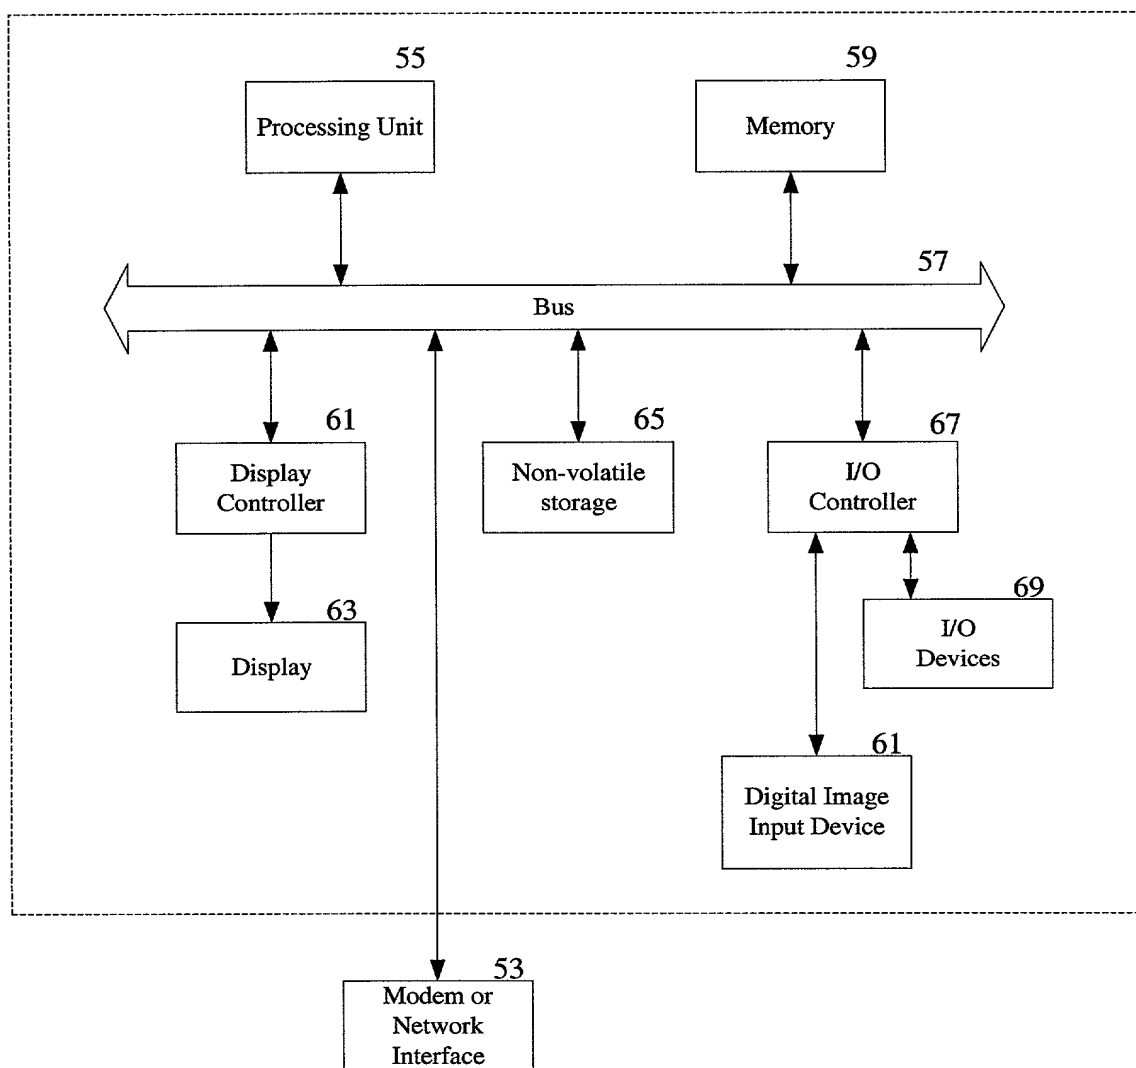 55
Processing Unit
59
Memory
57
Bus
61
Display
Controller
65
Non-volatile
storage
67
I/O
Controller
63
Display
69
I/O
Devices
61
Digital Image
Input Device
53
Modem or
Network
Interface